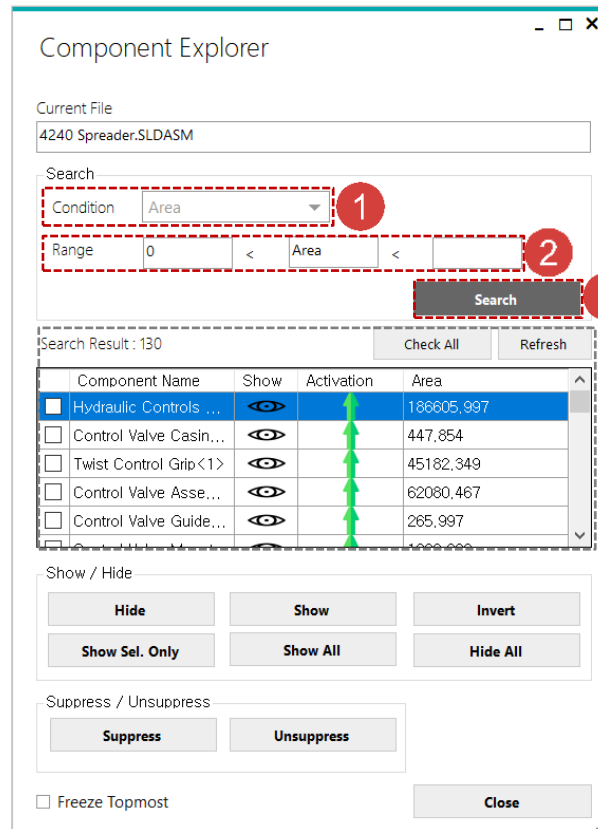 Component Explorer
Current File
4240 Spreader.SLDASM
Search
Condition Area 1
Range 0 < Area < 2
Search
Search Result : 130 Check All Refresh
Component Name Show Activation Area
Hydraulic Controls ... 186605,997
Control Valve Casin... 447,854
Twist Control Grip<1> 45182,349
Control Valve Asse... 62080,467
Control Valve Guide... 265,997
Show / Hide
Hide Show Invert
Show Sel. Only Show All Hide All
Suppress / Unsuppress
Suppress Unsuppress
Freeze Topmost Close